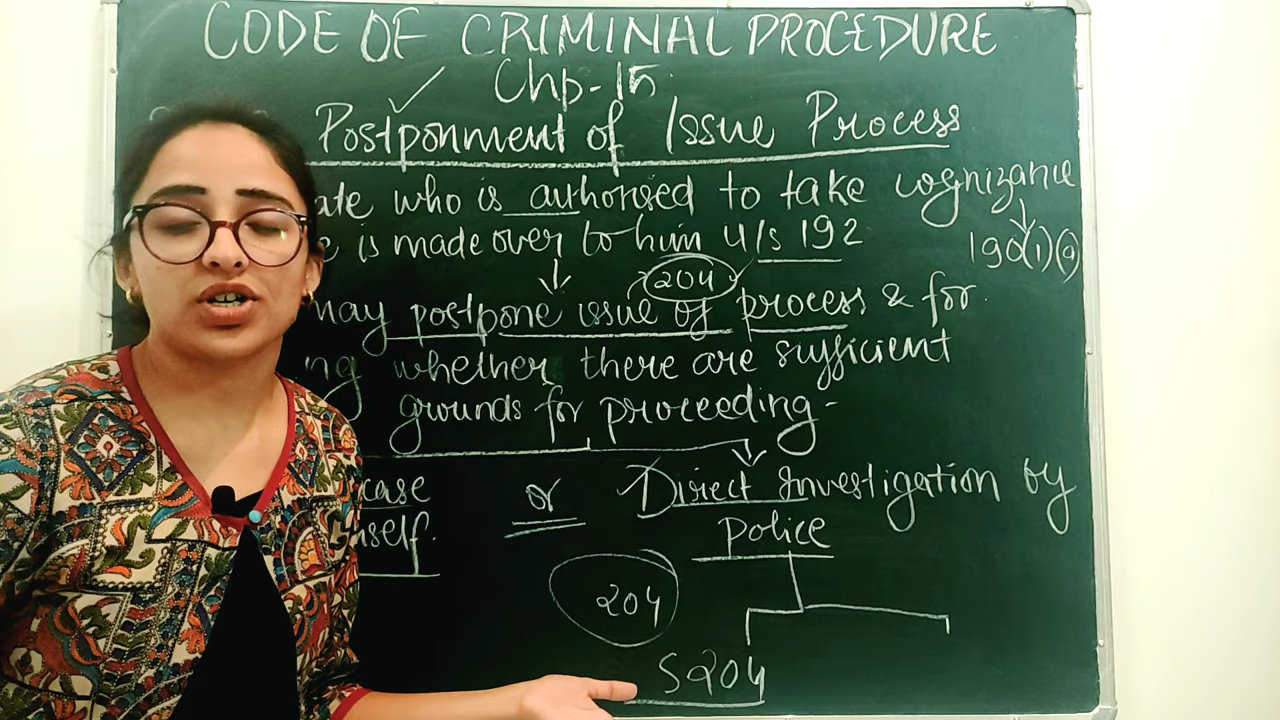 CODE OF CRIMINAL PROCEDURE
Chp-15
Postponment of Issue Process
ate who is authorised to take cognizance
e is made over to him u/s 192
190(1)(a)
204
may postpone issue of process & for
ng whether there are sufficient
grounds for proceeding-
case or Direct Investigation by
self. Police
204
S204